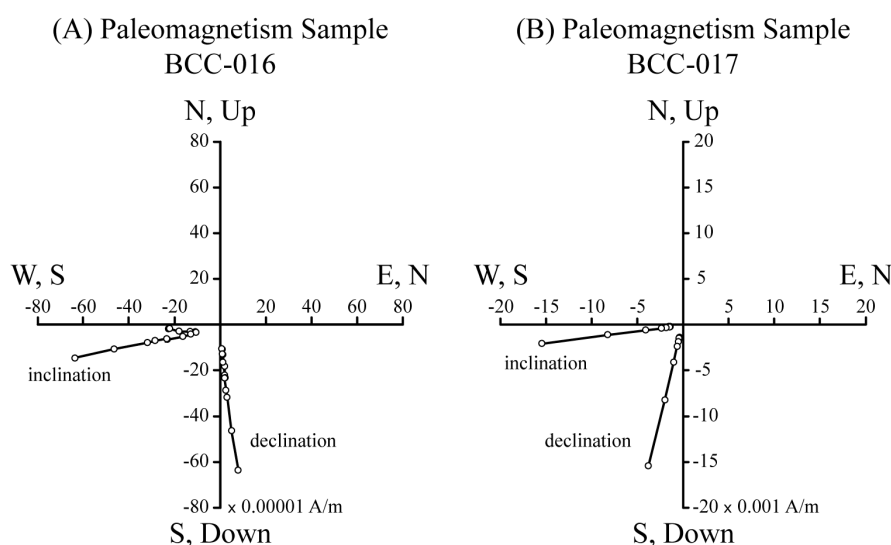 (A) Paleomagnetism Sample
BCC-016
N, Up
80
60
40
20
W, S
E, N
-80 -60 -40 -20 20 40 60 80
-20
-40
-60
-80
inclination
declination
x 0.00001 A/m
S, Down
(B) Paleomagnetism Sample
BCC-017
N, Up
20
15
10
5
W, S
E, N
-20 -15 -10 -5 5 10 15 20
-5
-10
-15
-20
inclination
declination
x 0.001 A/m
S, Down